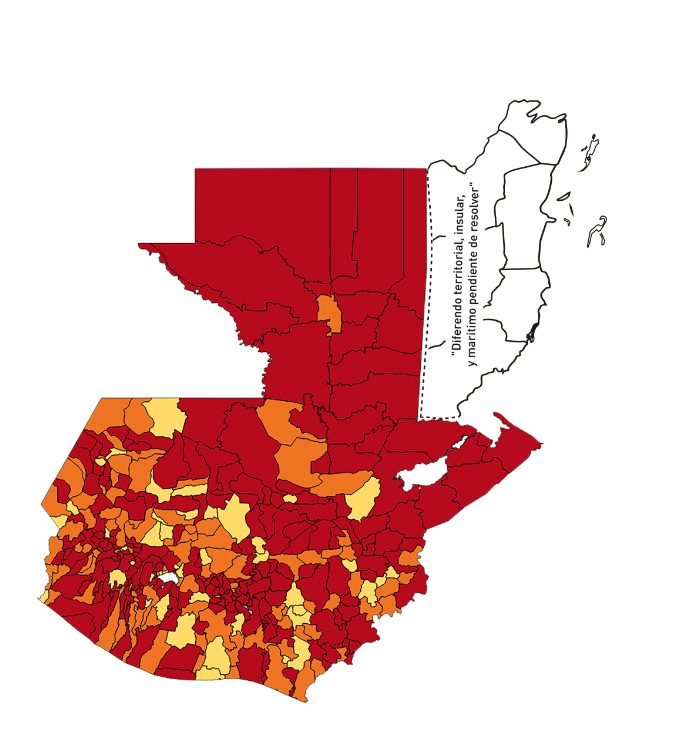 "Diferendo territorial, insular,
y marítimo pendiente de resolver"